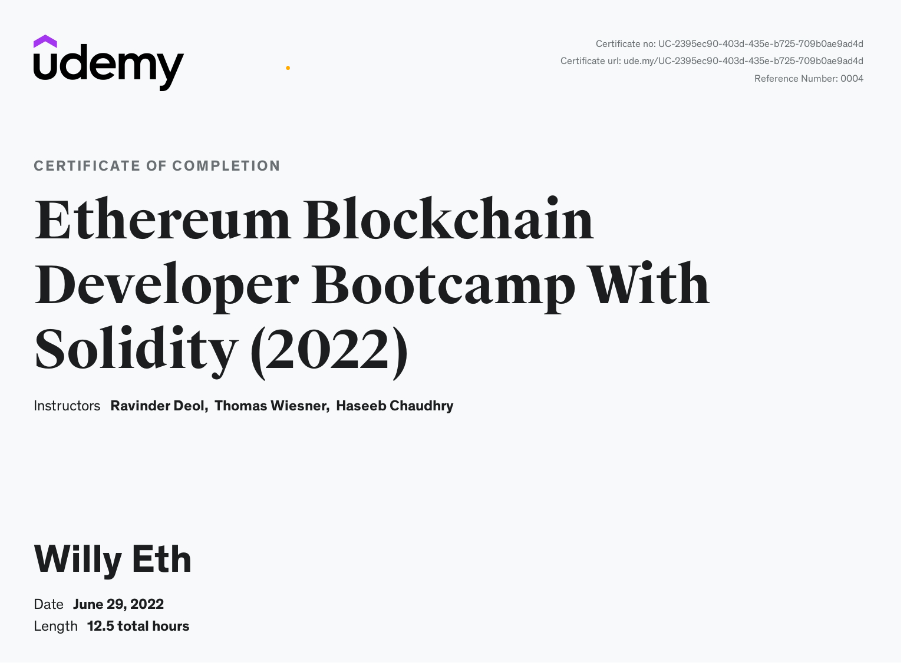 udemy
Certificate no: UC-2395ec90-403d-435e-b725-709b0ae9ad4d
Certificate url: ude.my/UC-2395ec90-403d-435e-b725-709b0ae9ad4d
Reference Number: 0004
CERTIFICATE OF COMPLETION
Ethereum Blockchain
Developer Bootcamp With
Solidity (2022)
Instructors Ravinder Deol, Thomas Wiesner, Haseeb Chaudhry
Willy Eth
Date June 29, 2022
Length 12.5 total hours